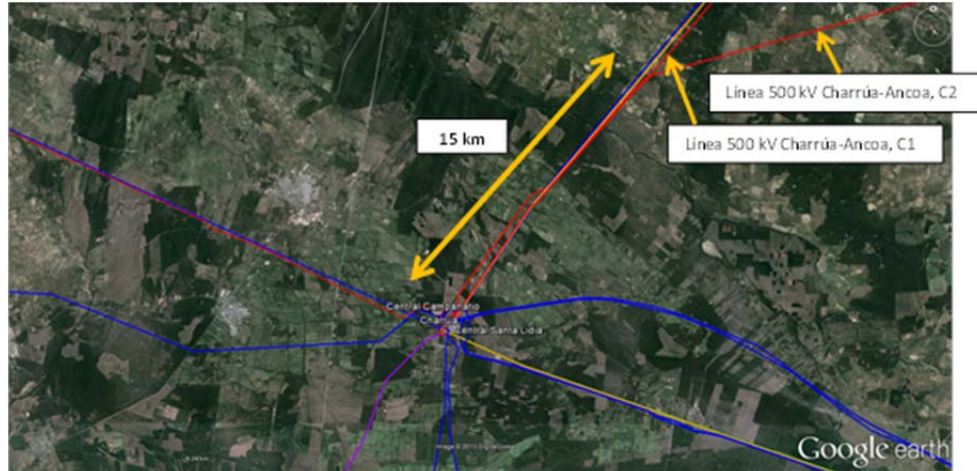 Línea 500 kV Charrúa-Ancoa, C2
15 km
Línea 500 kV Charrúa-Ancoa, C1
Central Campanario
Charrúa
Central Santa Lidia
Google earth